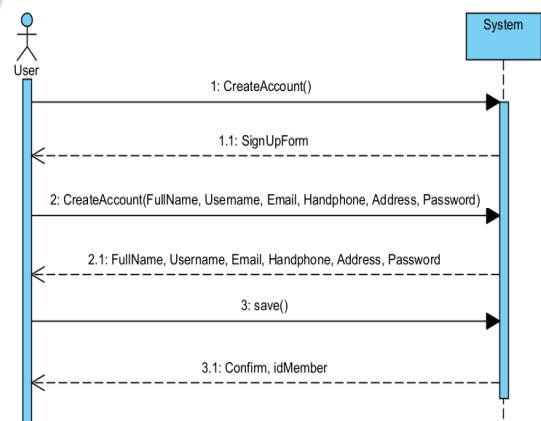 System
User
1: CreateAccount()
1.1: SignUpForm
2: CreateAccount(FullName, Username, Email, Handphone, Address, Password)
2.1: FullName, Username, Email, Handphone, Address, Password
3: save()
3.1: Confirm, idMember